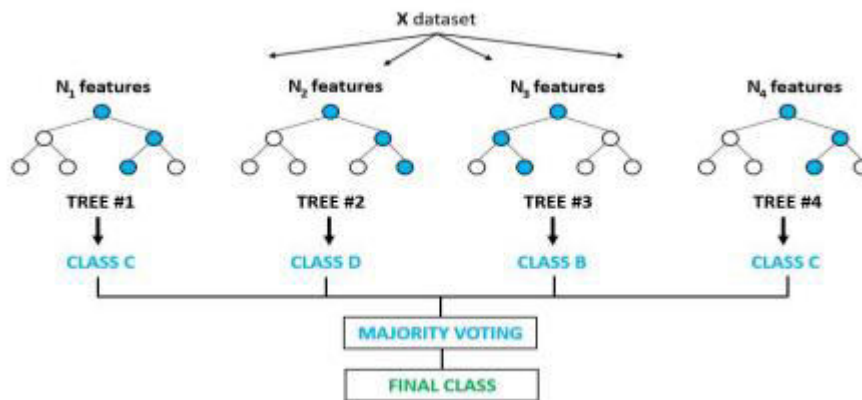 X dataset
N₁ features N₂ features N₃ features N₄ features
TREE #1 TREE #2 TREE #3 TREE #4
CLASS C CLASS D CLASS B CLASS C
MAJORITY VOTING
FINAL CLASS